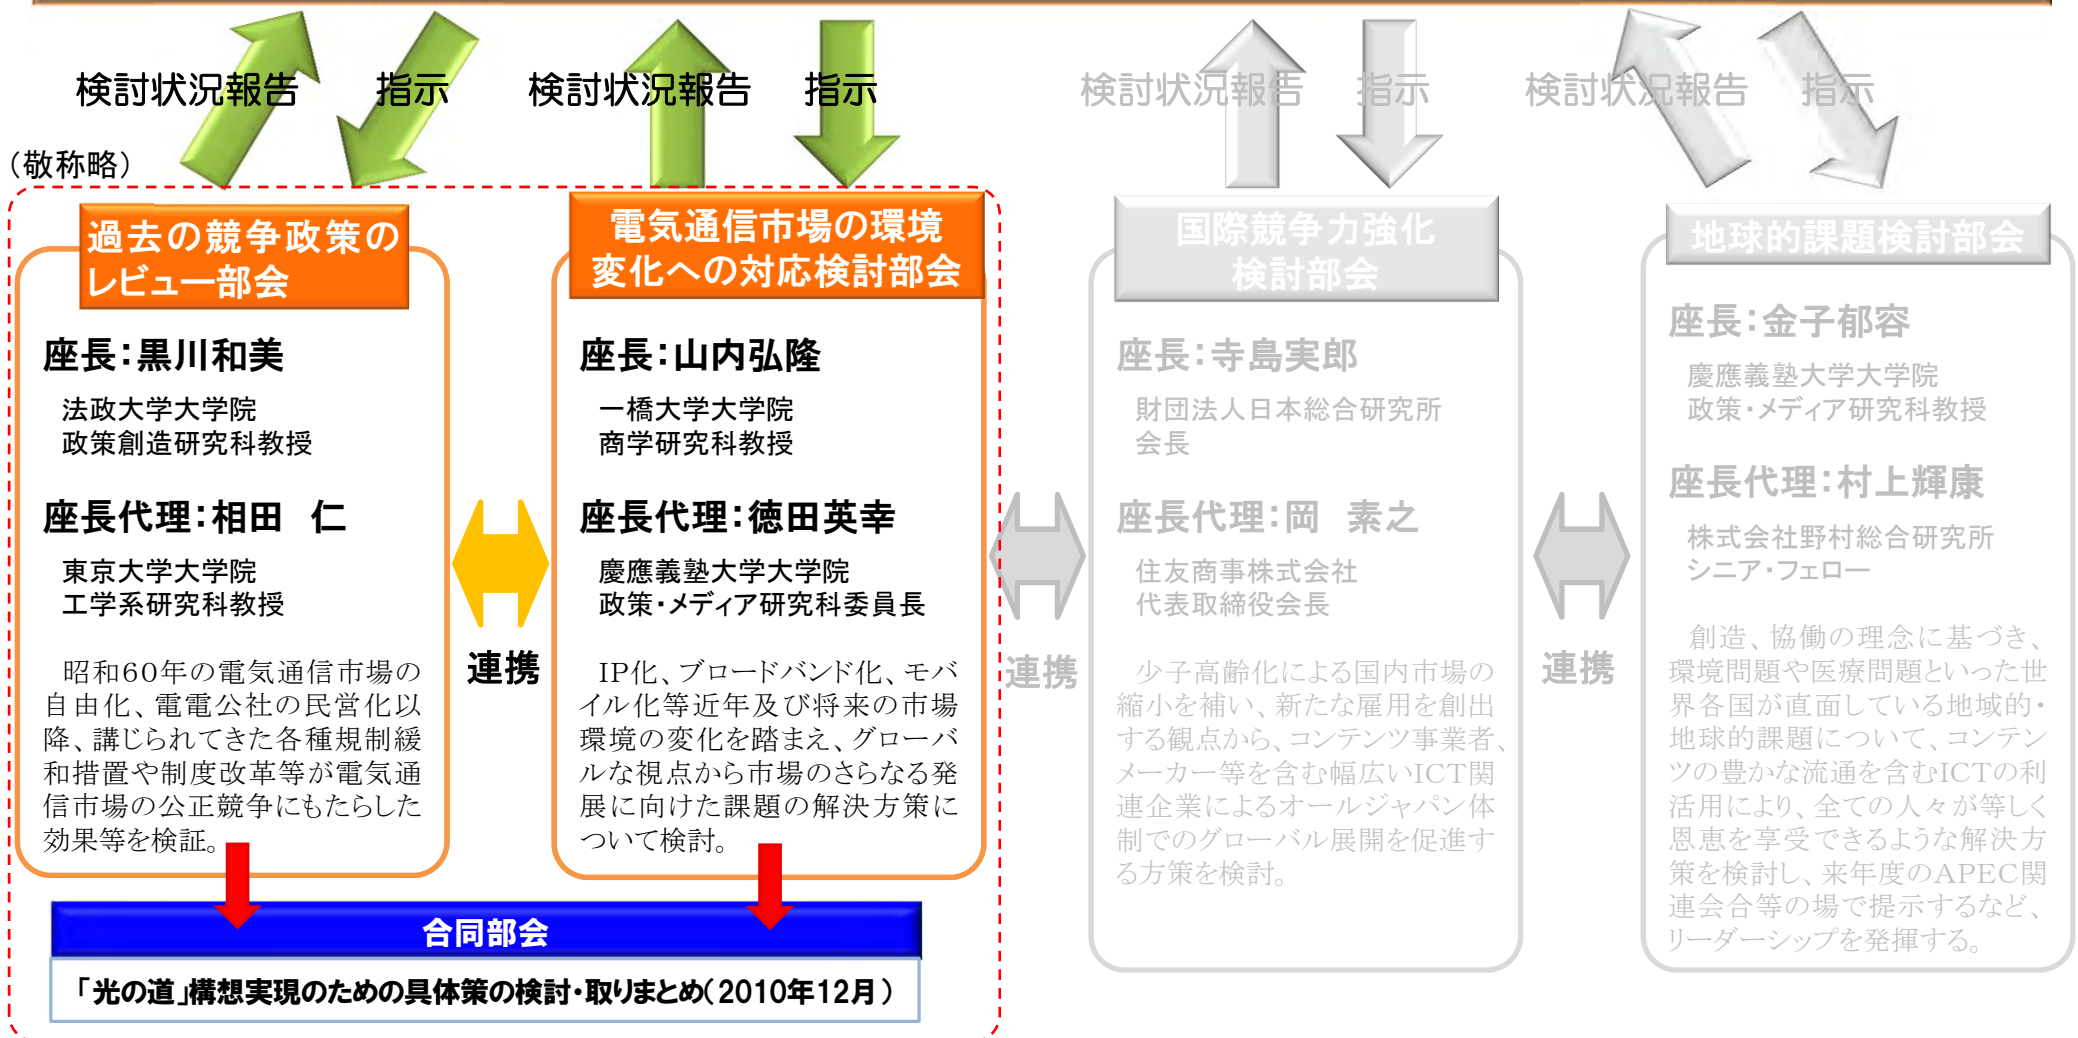 検討状況報告
指示
検討状況報告
指示
検討状況報告
指示
検討状況報告
指示
（敬称略）
過去の競争政策の
レビュー部会
座長：黒川和美
法政大学大学院
政策創造研究科教授
座長代理：相田　仁
東京大学大学院
工学系研究科教授
昭和60年の電気通信市場の
自由化、電電公社の民営化以
降、講じられてきた各種規制緩
和措置や制度改革等が電気通
信市場の公正競争にもたらした
効果等を検証。
連携
電気通信市場の環境
変化への対応検討部会
座長：山内弘隆
一橋大学大学院
商学研究科教授
座長代理：徳田英幸
慶應義塾大学大学院
政策・メディア研究科委員長
IP化、ブロードバンド化、モバ
イル化等近年及び将来の市場
環境の変化を踏まえ、グローバ
ルな視点から市場のさらなる発
展に向けた課題の解決方策に
ついて検討。
連携
国際競争力強化
検討部会
座長：寺島実郎
財団法人日本総合研究所
会長
座長代理：岡　素之
住友商事株式会社
代表取締役会長
少子高齢化による国内市場の
縮小を補い、新たな雇用を創出
する観点から、コンテンツ事業者、
メーカー等を含む幅広いICT関
連企業によるオールジャパン体
制でのグローバル展開を促進す
る方策を検討。
連携
地球的課題検討部会
座長：金子郁容
慶應義塾大学大学院
政策・メディア研究科教授
座長代理：村上輝康
株式会社野村総合研究所
シニア・フェロー
創造、協働の理念に基づき、
環境問題や医療問題といった世
界各国が直面している地域的・
地球的課題について、コンテン
ツの豊かな流通を含むICTの利
活用により、全ての人々が等しく
恩恵を享受できるような解決方
策を検討し、来年度のAPEC関
連会合等の場で提示するなど、
リーダーシップを発揮する。
合同部会
「光の道」構想実現のための具体策の検討・取りまとめ（2010年12月）